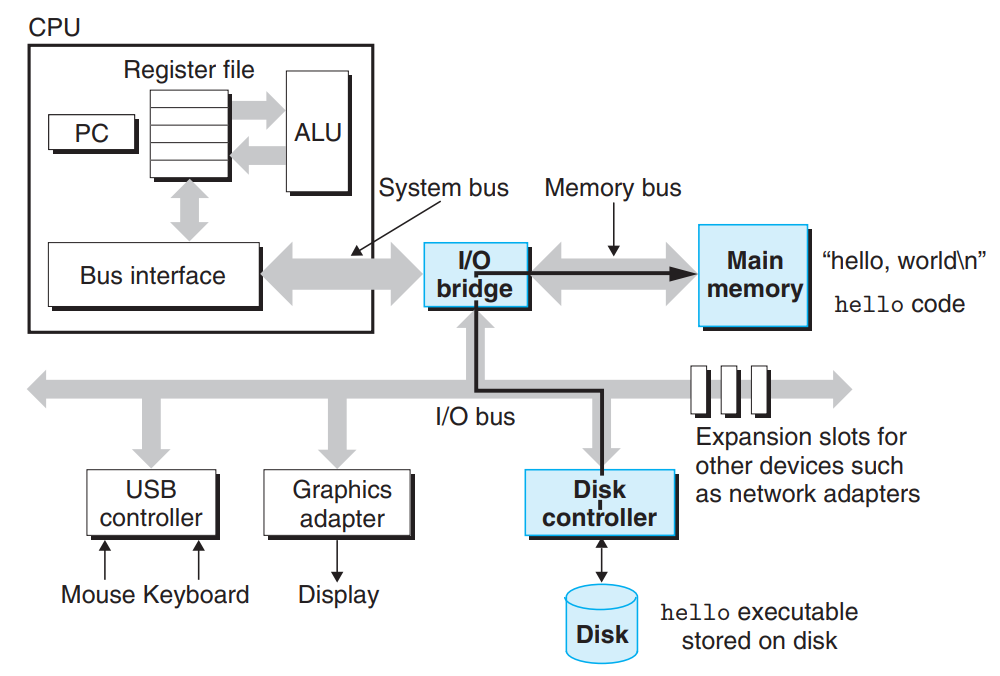 CPU
Register file
PC
ALU
System bus
Memory bus
Bus interface
I/O
bridge
Main
memory
“hello, world\n”
hello code
I/O bus
Expansion slots for
other devices such
as network adapters
USB
controller
Graphics
adapter
Disk
controller
Mouse Keyboard
Display
Disk
hello executable
stored on disk